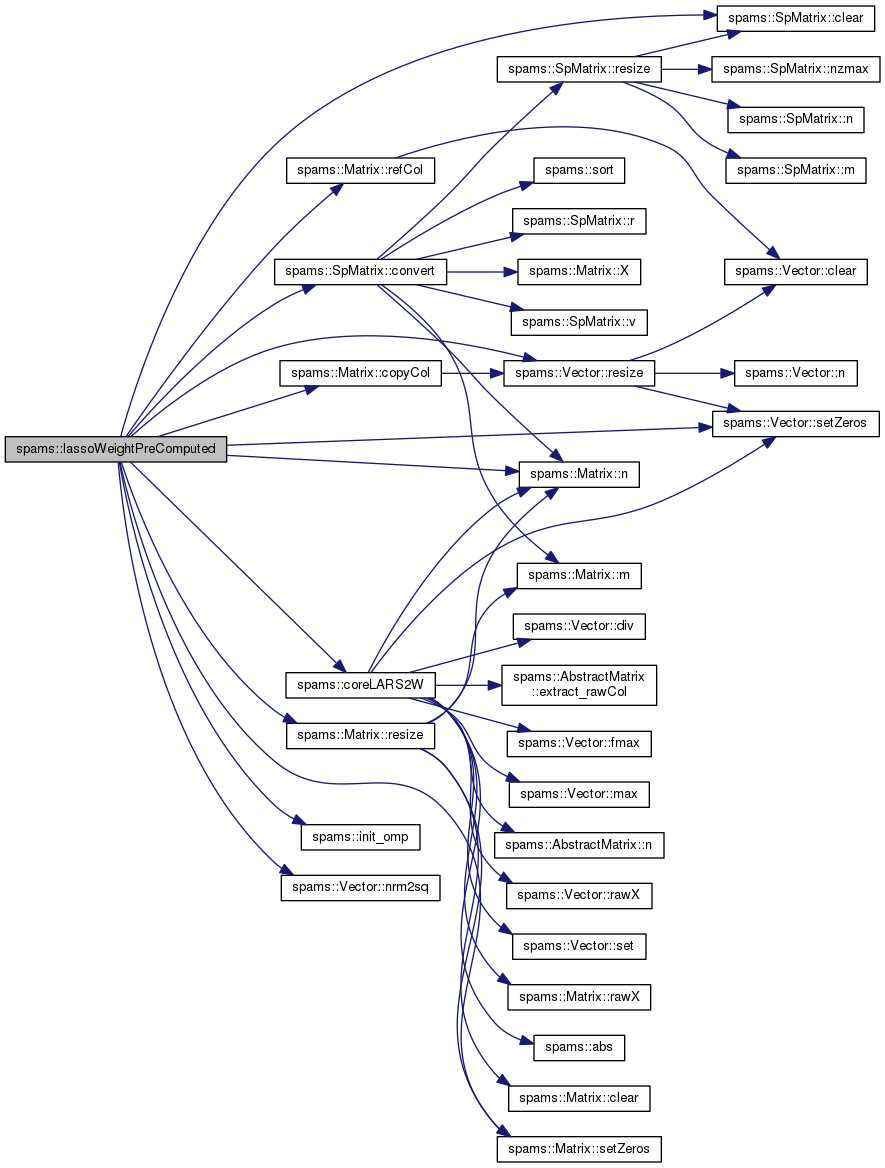 spams::SpMatrix::clear
spams::SpMatrix::resize
spams::SpMatrix::nzmax
spams::SpMatrix::n
spams::Matrix::refCol
spams::sort
spams::SpMatrix::m
spams::SpMatrix::r
spams::SpMatrix::convert
spams::Matrix::X
spams::Vector::clear
spams::SpMatrix::v
spams::Matrix::copyCol
spams::Vector::resize
spams::Vector::n
spams::Vector::setZeros
spams::lassoWeightPreComputed
spams::Matrix::n
spams::Matrix::m
spams::Vector::div
spams::coreLARS2W
spams::AbstractMatrix
::extract_rawCol
spams::Matrix::resize
spams::Vector::fmax
spams::Vector::max
spams::init_omp
spams::AbstractMatrix::n
spams::Vector::nrm2sq
spams::Vector::rawX
spams::Vector::set
spams::Matrix::rawX
spams::abs
spams::Matrix::clear
spams::Matrix::setZeros